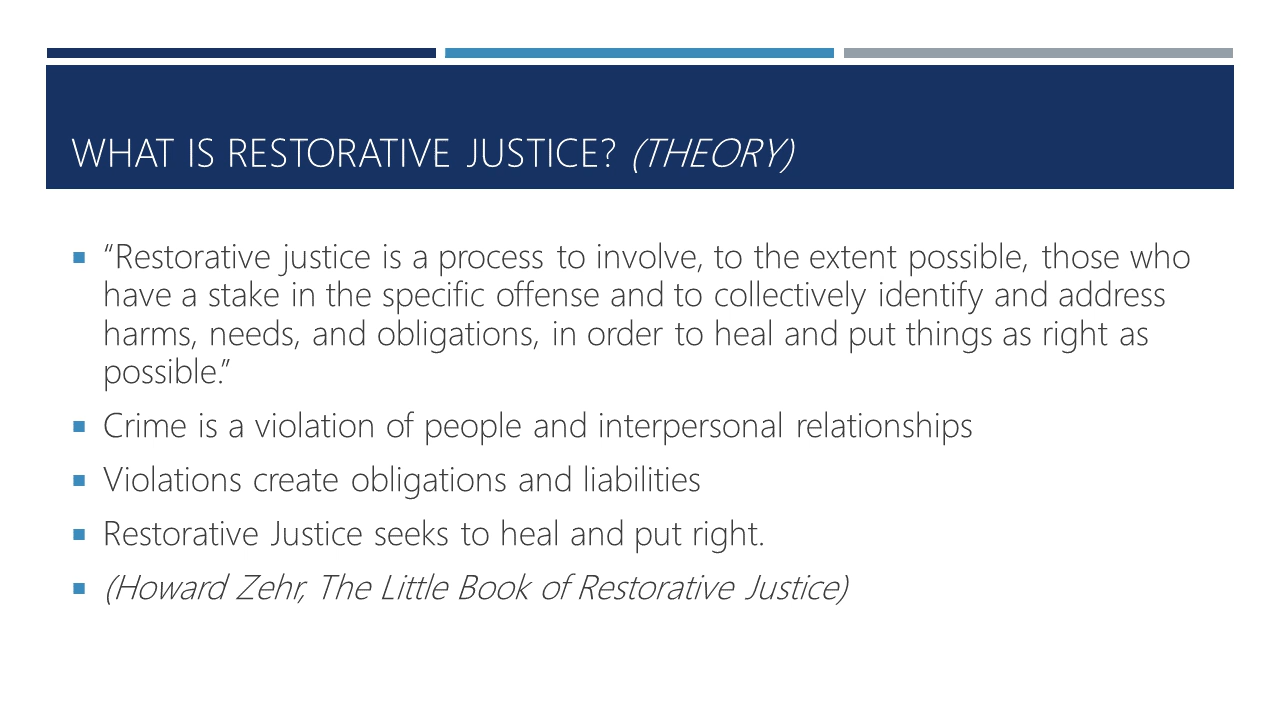 WHAT IS RESTORATIVE JUSTICE? (THEORY)
“Restorative justice is a process to involve, to the extent possible, those who
have a stake in the specific offense and to collectively identify and address
harms, needs, and obligations, in order to heal and put things as right as
possible.”
Crime is a violation of people and interpersonal relationships
Violations create obligations and liabilities
Restorative Justice seeks to heal and put right.
(Howard Zehr, The Little Book of Restorative Justice)